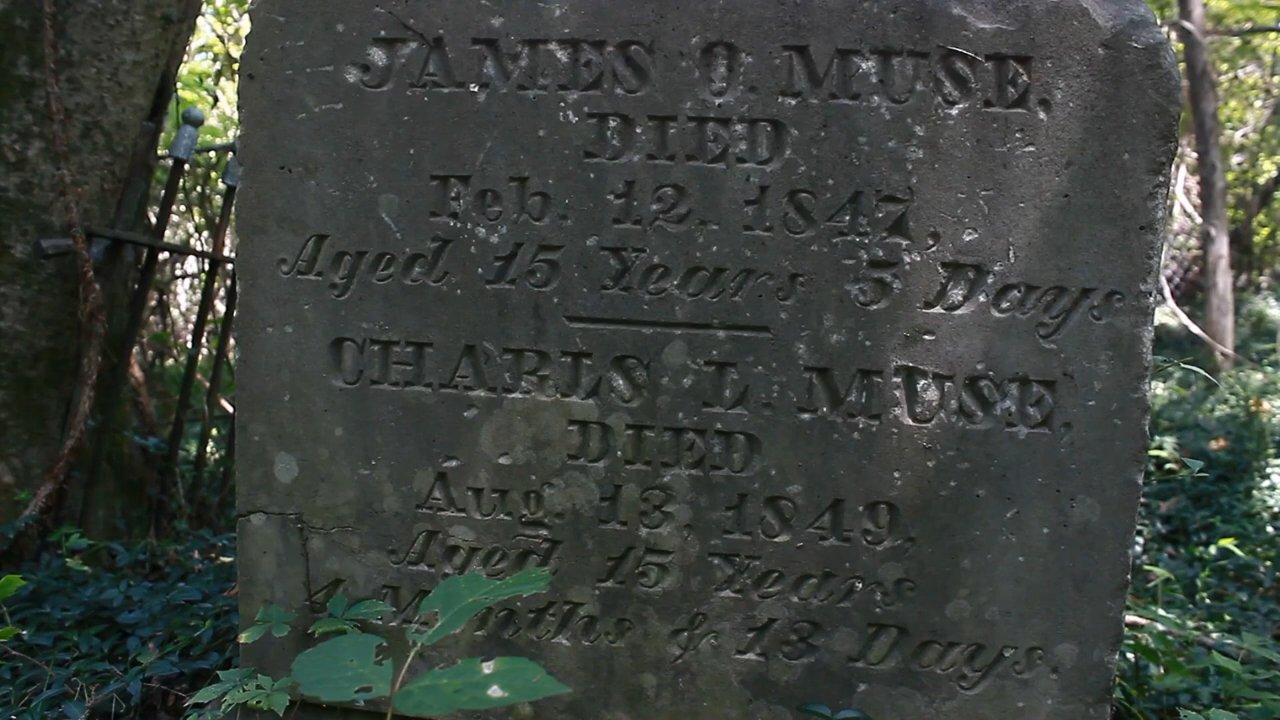 JAMES O. MUSE,
DIED
Feb. 12, 1847,
Aged 15 Years 5 Days
CHARLS L. MUSE,
DIED
Aug. 13, 1849,
Aged 15 Years
4 Months & 13 Days.